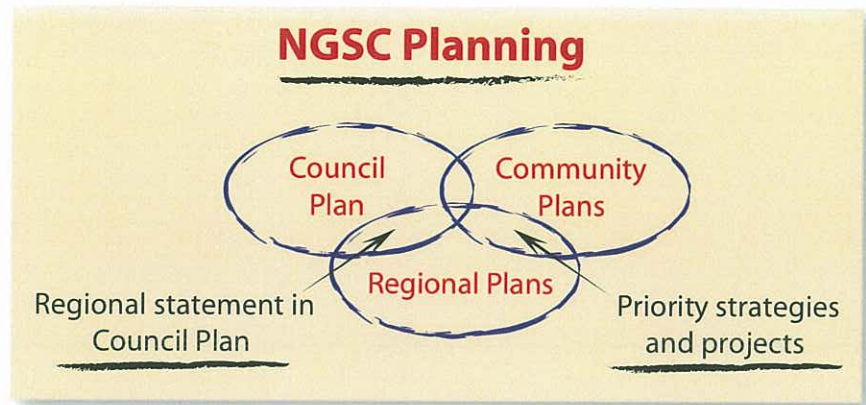 NGSC Planning
Council
Plan
Community
Plans
Regional Plans
Regional statement in
Council Plan
Priority strategies
and projects